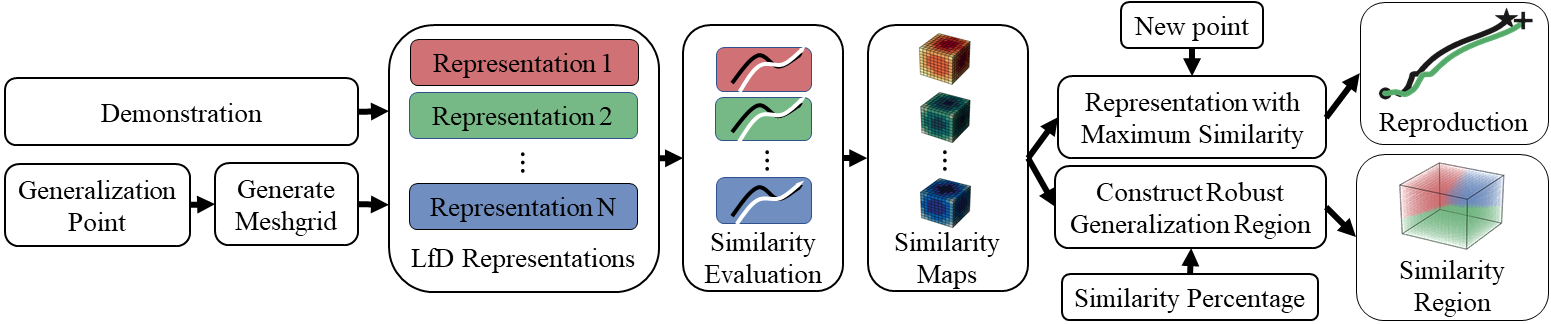 Demonstration
Generalization
Point
Generate
Meshgrid
Representation 1
Representation 2
Representation N
LfD Representations
Similarity
Evaluation
Similarity
Maps
New point
Representation with
Maximum Similarity
Construct Robust
Generalization Region
Similarity Percentage
Reproduction
Similarity
Region